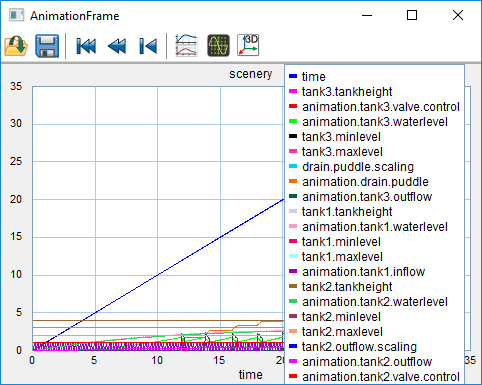 AnimationFrame
3D
scenery
35
30
25
20
15
10
5
0
0
5
10
15
20
35
time
time
tank3.tankheight
animation.tank3.valve.control
animation.tank3.waterlevel
tank3.minlevel
tank3.maxlevel
drain.puddle.scaling
animation.drain.puddle
animation.tank3.outflow
tank1.tankheight
animation.tank1.waterlevel
tank1.minlevel
tank1.maxlevel
animation.tank1.inflow
tank2.tankheight
animation.tank2.waterlevel
tank2.minlevel
tank2.maxlevel
tank2.outflow.scaling
animation.tank2.outflow
animation.tank2.valve.control